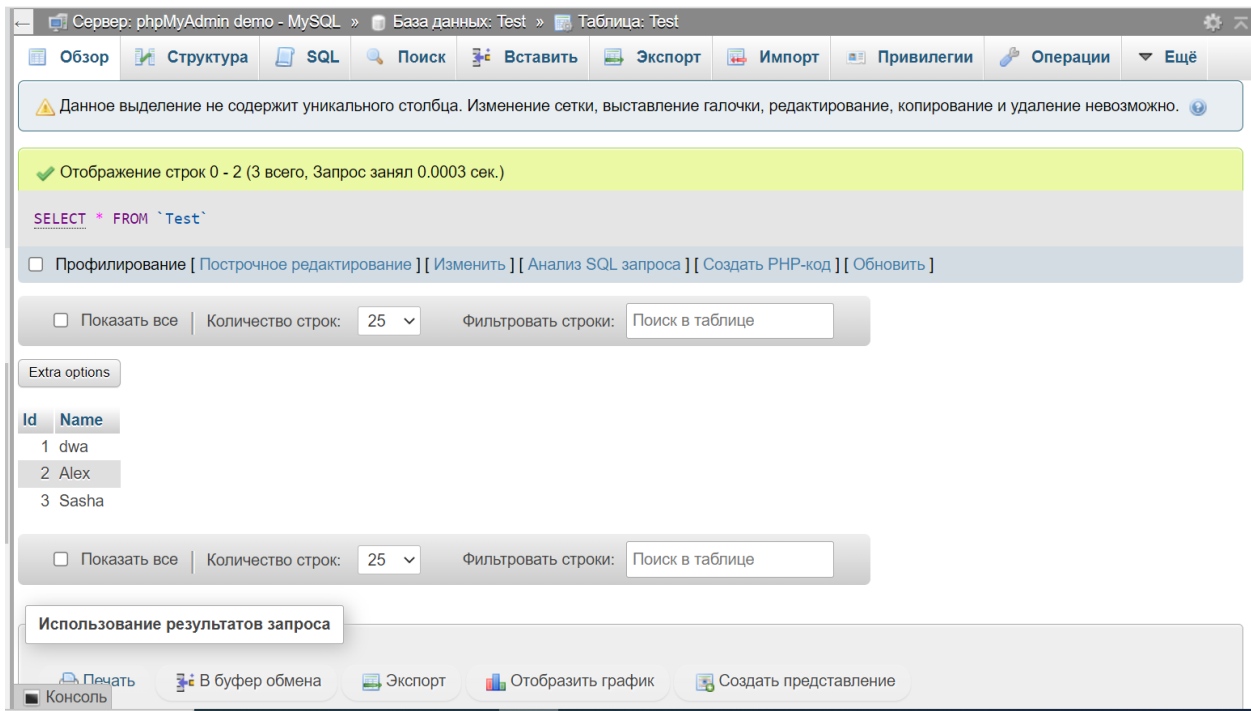 ← Сервер: phpMyAdmin demo - MySQL » База данных: Test » Таблица: Test
Обзор Структура SQL Поиск Вставить Экспорт Импорт Привилегии Операции Ещё
Данное выделение не содержит уникального столбца. Изменение сетки, выставление галочки, редактирование, копирование и удаление невозможно.
Отображение строк 0 - 2 (3 всего, Запрос занял 0.0003 сек.)
SELECT * FROM `Test`
Профилирование [ Построчное редактирование ] [ Изменить ] [ Анализ SQL запроса ] [ Создать PHP-код ] [ Обновить ]
Показать все | Количество строк: 25 Фильтровать строки: Поиск в таблице
Extra options
Id Name
1 dwa
2 Alex
3 Sasha
Показать все | Количество строк: 25 Фильтровать строки: Поиск в таблице
Использование результатов запроса
Печать В буфер обмена Экспорт Отобразить график Создать представление
Консоль